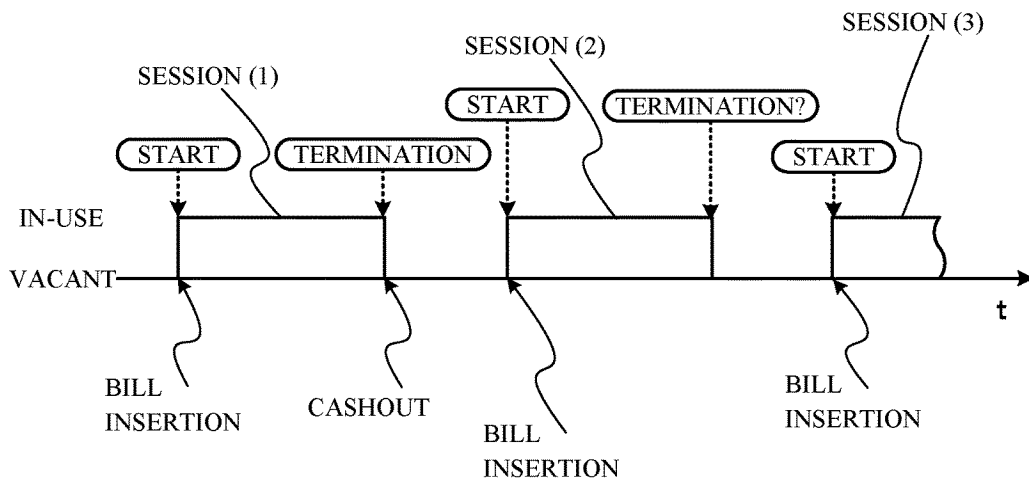 SESSION (3)
SESSION (2)
SESSION (1)
START
TERMINATION?
START
TERMINATION
START
IN-USE
VACANT
t
BILL
INSERTION
CASHOUT
BILL
INSERTION
BILL
INSERTION